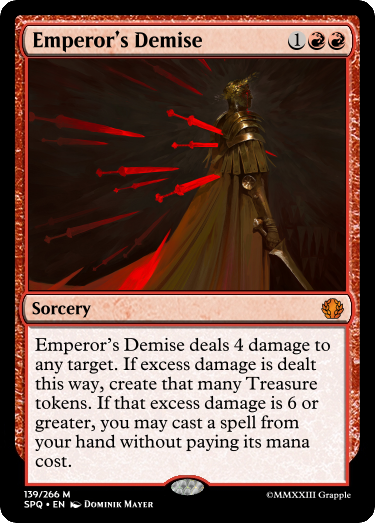 Emperor's Demise 1
Sorcery
Emperor's Demise deals 4 damage to
any target. If excess damage is dealt
this way, create that many Treasure
tokens. If that excess damage is 6 or
greater, you may cast a spell from
your hand without paying its mana
cost.
139/266 M
SPQ • EN Dominik Mayer
©MMXXIII Grapple